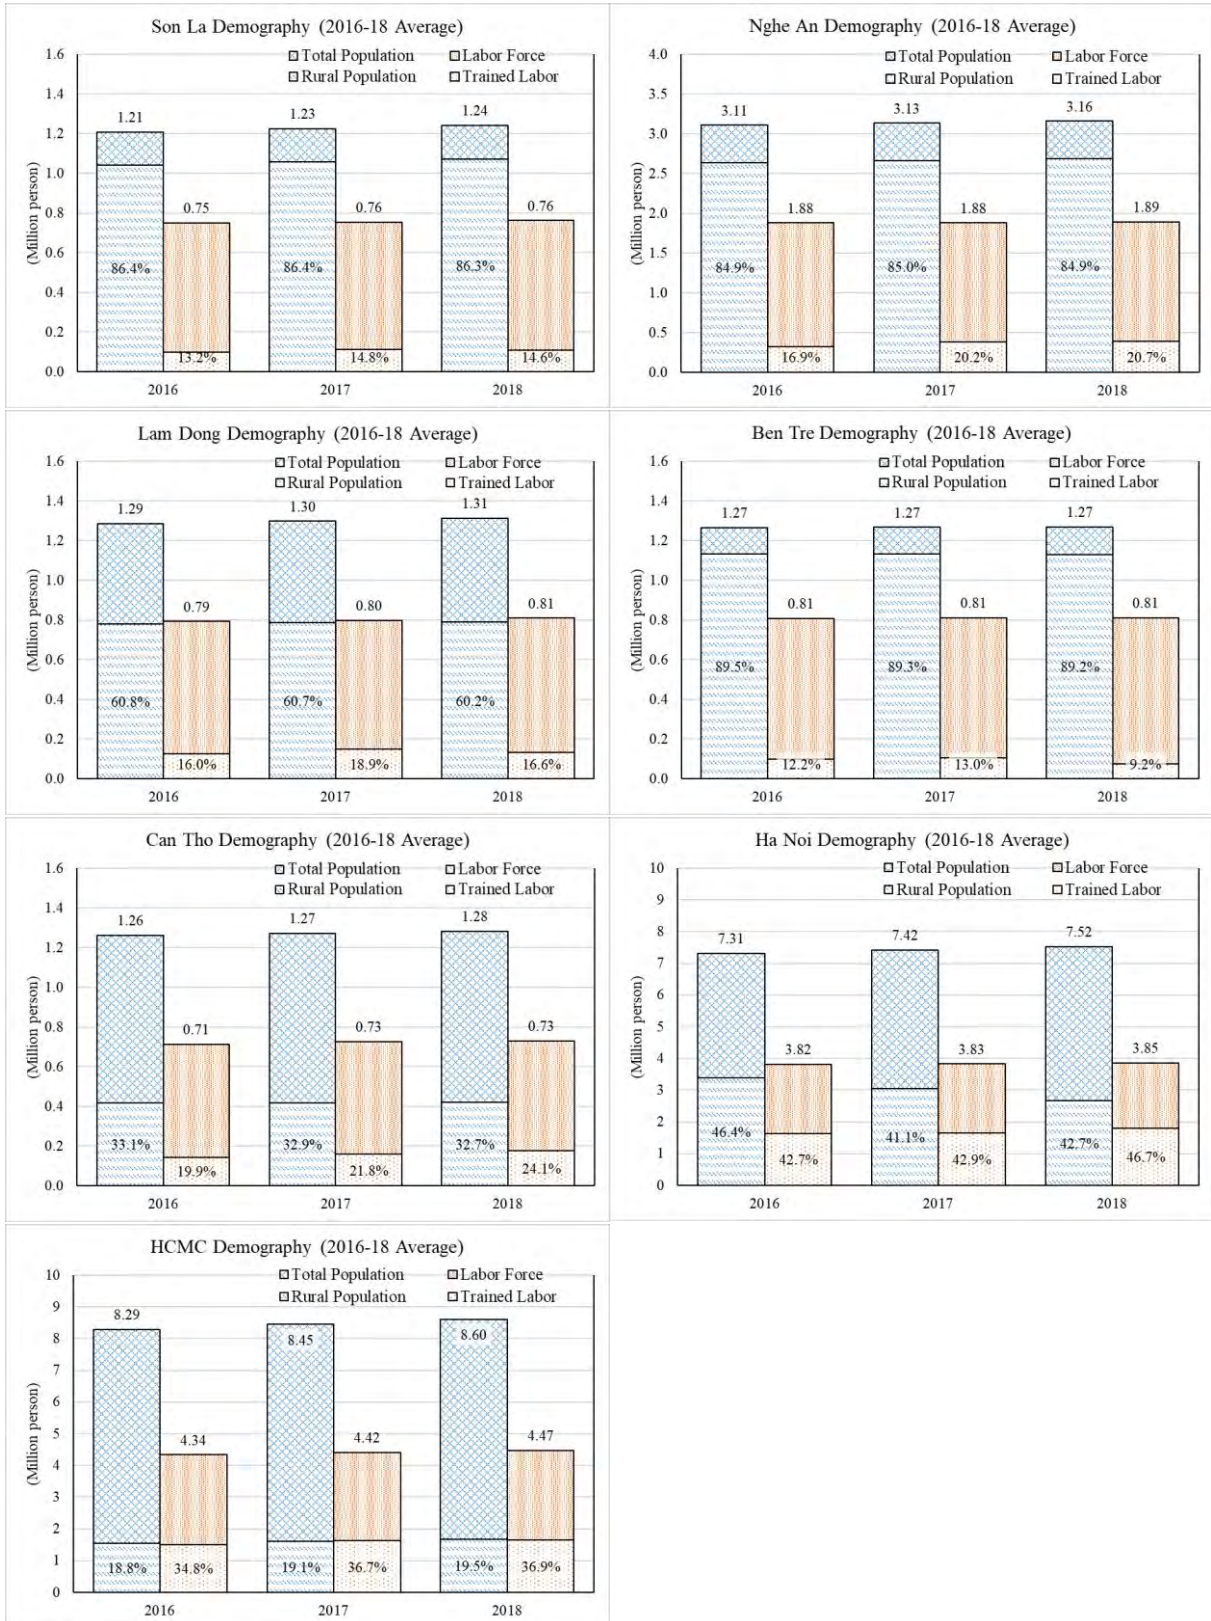 Son La Demography (2016-18 Average)
Total Population Labor Force
Rural Population Trained Labor
(Million person)
1.6
1.4
1.2
1.0
0.8
0.6
0.4
0.2
0.0
1.21 1.23 1.24
0.75 0.76 0.76
86.4% 86.4% 86.3%
13.2% 14.8% 14.6%
2016 2017 2018
Nghe An Demography (2016-18 Average)
Total Population Labor Force
Rural Population Trained Labor
(Million person)
4.0
3.5
3.0
2.5
2.0
1.5
1.0
0.5
0.0
3.11 3.13 3.16
1.88 1.88 1.89
84.9% 85.0% 84.9%
16.9% 20.2% 20.7%
2016 2017 2018
Lam Dong Demography (2016-18 Average)
Total Population Labor Force
Rural Population Trained Labor
(Million person)
1.6
1.4
1.2
1.0
0.8
0.6
0.4
0.2
0.0
1.29 1.30 1.31
0.79 0.80 0.81
60.8% 60.7% 60.2%
16.0% 18.9% 16.6%
2016 2017 2018
Ben Tre Demography (2016-18 Average)
Total Population Labor Force
Rural Population Trained Labor
(Million person)
1.6
1.4
1.2
1.0
0.8
0.6
0.4
0.2
0.0
1.27 1.27 1.27
0.81 0.81 0.81
89.5% 89.3% 89.2%
12.2% 13.0% 9.2%
2016 2017 2018
Can Tho Demography (2016-18 Average)
Total Population Labor Force
Rural Population Trained Labor
(Million person)
1.6
1.4
1.2
1.0
0.8
0.6
0.4
0.2
0.0
1.26 1.27 1.28
0.71 0.73 0.73
33.1% 32.9% 32.7%
19.9% 21.8% 24.1%
2016 2017 2018
Ha Noi Demography (2016-18 Average)
Total Population Labor Force
Rural Population Trained Labor
(Million person)
10
9
8
7
6
5
4
3
2
1
0
7.31 7.42 7.52
3.82 3.83 3.85
46.4% 41.1% 42.7%
42.7% 42.9% 46.7%
2016 2017 2018
HCMC Demography (2016-18 Average)
Total Population Labor Force
Rural Population Trained Labor
(Million person)
10
9
8
7
6
5
4
3
2
1
0
8.29 8.45 8.60
4.34 4.42 4.47
18.8% 34.8% 19.1% 36.7% 19.5% 36.9%
2016 2017 2018